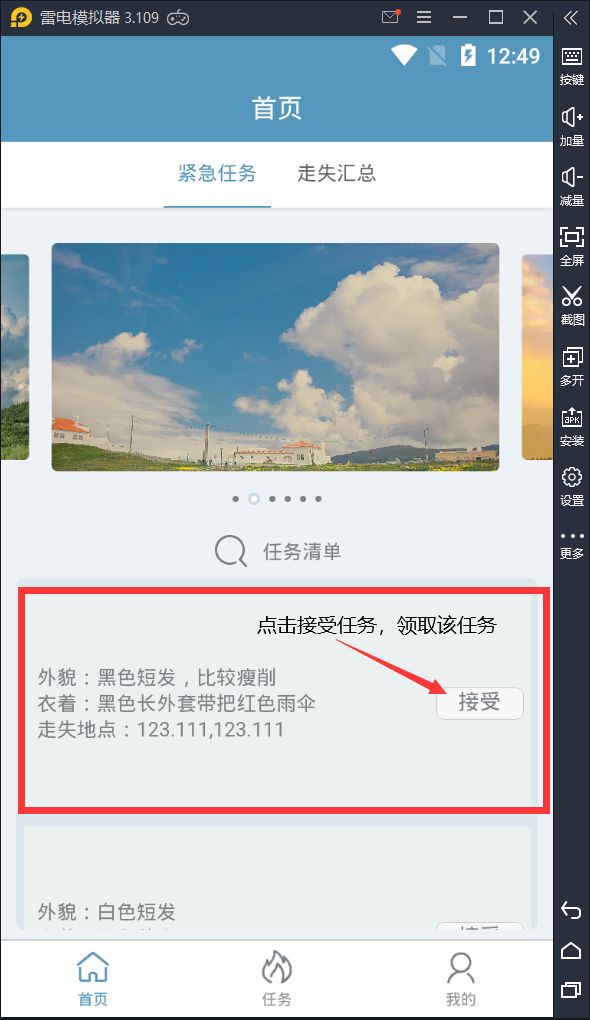 雷电模拟器 3.109
12:49
首页
紧急任务
走失汇总
任务清单
点击接受任务，领取该任务
外貌：黑色短发，比较瘦削
衣着：黑色长外套带把红色雨伞
走失地点：123.111,123.111
接受
外貌：白色短发
接受
首页
任务
我的
按键
加量
减量
全屏
截图
多开
APK
安装
设置
更多